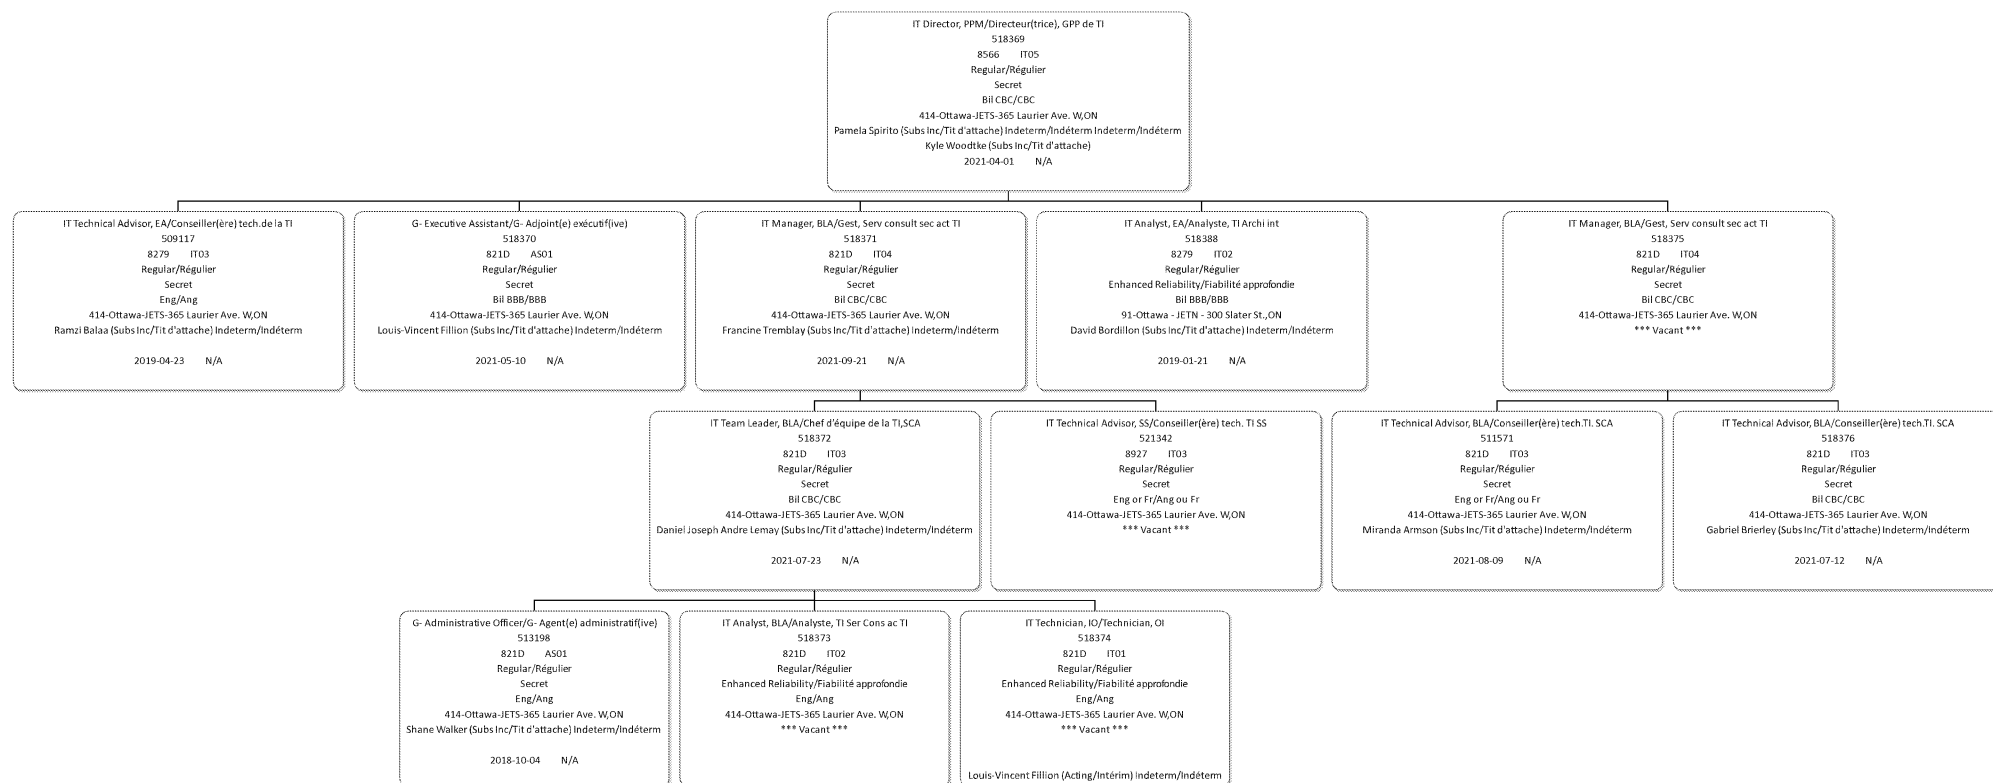 IT Director, PPM/Directeur(trice), GPP de TI
518369
8566 IT05
Regular/Régulier
Secret
Bil CBC/CBC
414-Ottawa-JETS-365 Laurier Ave. W,ON
Pamela Spirito (Subs Inc/Tit d'attache) Indeterm/Indéterm Indeterm/Indéterm
Kyle Woodtke (Subs Inc/Tit d'attache)
2021-04-01 N/A
IT Technical Advisor, EA/Conseiller(ère) tech.de la TI
509117
8279 IT03
Regular/Régulier
Secret
Eng/Ang
414-Ottawa-JETS-365 Laurier Ave. W,ON
Ramzi Balaa (Subs Inc/Tit d'attache) Indeterm/Indéterm
2019-04-23 N/A
G- Executive Assistant/G- Adjoint(e) exécutif(ive)
518370
821D AS01
Regular/Régulier
Secret
Bil BBB/BBB
414-Ottawa-JETS-365 Laurier Ave. W,ON
Louis-Vincent Fillion (Subs Inc/Tit d'attache) Indeterm/Indéterm
2021-05-10 N/A
IT Manager, BLA/Gest, Serv consult sec act TI
518371
821D IT04
Regular/Régulier
Secret
Bil CBC/CBC
414-Ottawa-JETS-365 Laurier Ave. W,ON
Francine Tremblay (Subs Inc/Tit d'attache) Indeterm/Indéterm
2021-09-21 N/A
IT Analyst, EA/Analyste, TI Archi int
518388
8279 IT02
Regular/Régulier
Enhanced Reliability/Fiabilité approfondie
Bil BBB/BBB
91-Ottawa - JETN - 300 Slater St.,ON
David Bordillon (Subs Inc/Tit d'attache) Indeterm/Indéterm
2019-01-21 N/A
IT Manager, BLA/Gest, Serv consult sec act TI
518375
821D IT04
Regular/Régulier
Secret
Bil CBC/CBC
414-Ottawa-JETS-365 Laurier Ave. W,ON
*** Vacant ***
IT Team Leader, BLA/Chef d'équipe de la TI,SCA
518372
821D IT03
Regular/Régulier
Secret
Bil CBC/CBC
414-Ottawa-JETS-365 Laurier Ave. W,ON
Daniel Joseph Andre Lemay (Subs Inc/Tit d'attache) Indeterm/Indéterm
2021-07-23 N/A
IT Technical Advisor, SS/Conseiller(ère) tech. TI SS
521342
8927 IT03
Regular/Régulier
Secret
Eng or Fr/Ang ou Fr
414-Ottawa-JETS-365 Laurier Ave. W,ON
*** Vacant ***
IT Technical Advisor, BLA/Conseiller(ère) tech.TI. SCA
511571
821D IT03
Regular/Régulier
Secret
Eng or Fr/Ang ou Fr
414-Ottawa-JETS-365 Laurier Ave. W,ON
Miranda Armson (Subs Inc/Tit d'attache) Indeterm/Indéterm
2021-08-09 N/A
IT Technical Advisor, BLA/Conseiller(ère) tech.TI. SCA
518376
821D IT03
Regular/Régulier
Secret
Bil CBC/CBC
414-Ottawa-JETS-365 Laurier Ave. W,ON
Gabriel Brierley (Subs Inc/Tit d'attache) Indeterm/Indéterm
2021-07-12 N/A
G- Administrative Officer/G- Agent(e) administratif(ive)
513198
821D AS01
Regular/Régulier
Secret
Eng/Ang
414-Ottawa-JETS-365 Laurier Ave. W,ON
Shane Walker (Subs Inc/Tit d'attache) Indeterm/Indéterm
2018-10-04 N/A
IT Analyst, BLA/Analyste, TI Ser Cons ac TI
518373
821D IT02
Regular/Régulier
Enhanced Reliability/Fiabilité approfondie
Eng/Ang
414-Ottawa-JETS-365 Laurier Ave. W,ON
*** Vacant ***
IT Technician, IO/Technician, OI
518374
821D IT01
Regular/Régulier
Enhanced Reliability/Fiabilité approfondie
Eng/Ang
414-Ottawa-JETS-365 Laurier Ave. W,ON
*** Vacant ***
Louis-Vincent Fillion (Acting/Intérim) Indeterm/Indéterm